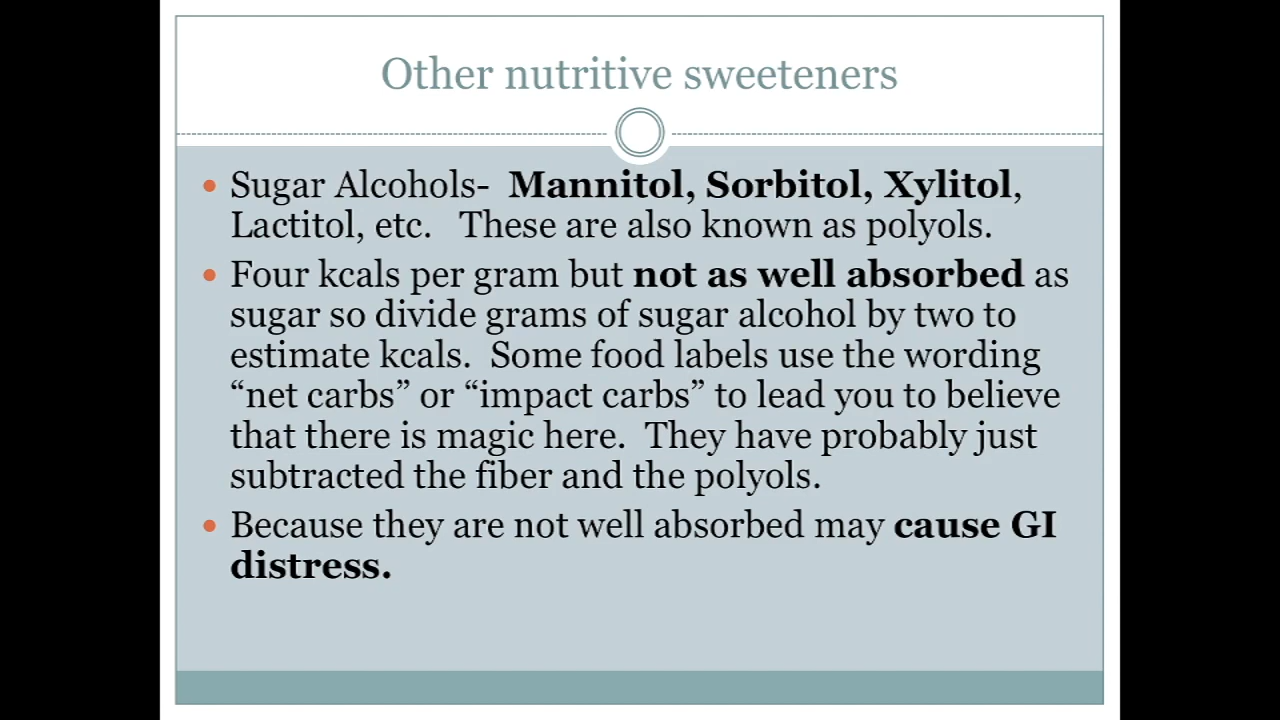 Other nutritive sweeteners
Sugar Alcohols-  Mannitol, Sorbitol, Xylitol,
Lactitol, etc.   These are also known as polyols.
Four kcals per gram but not as well absorbed as
sugar so divide grams of sugar alcohol by two to
estimate kcals.  Some food labels use the wording
“net carbs” or “impact carbs” to lead you to believe
that there is magic here.  They have probably just
subtracted the fiber and the polyols.
Because they are not well absorbed may cause GI
distress.